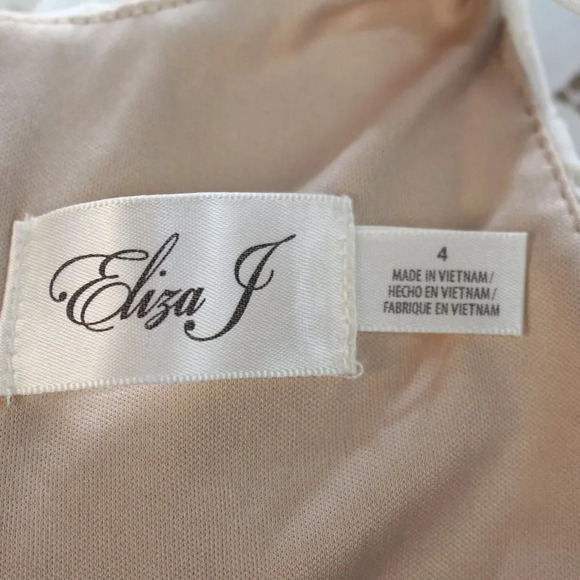 Eliza J
4
MADE IN VIETNAM/
HECHO EN VIETNAM/
FABRIQUE EN VIETNAM